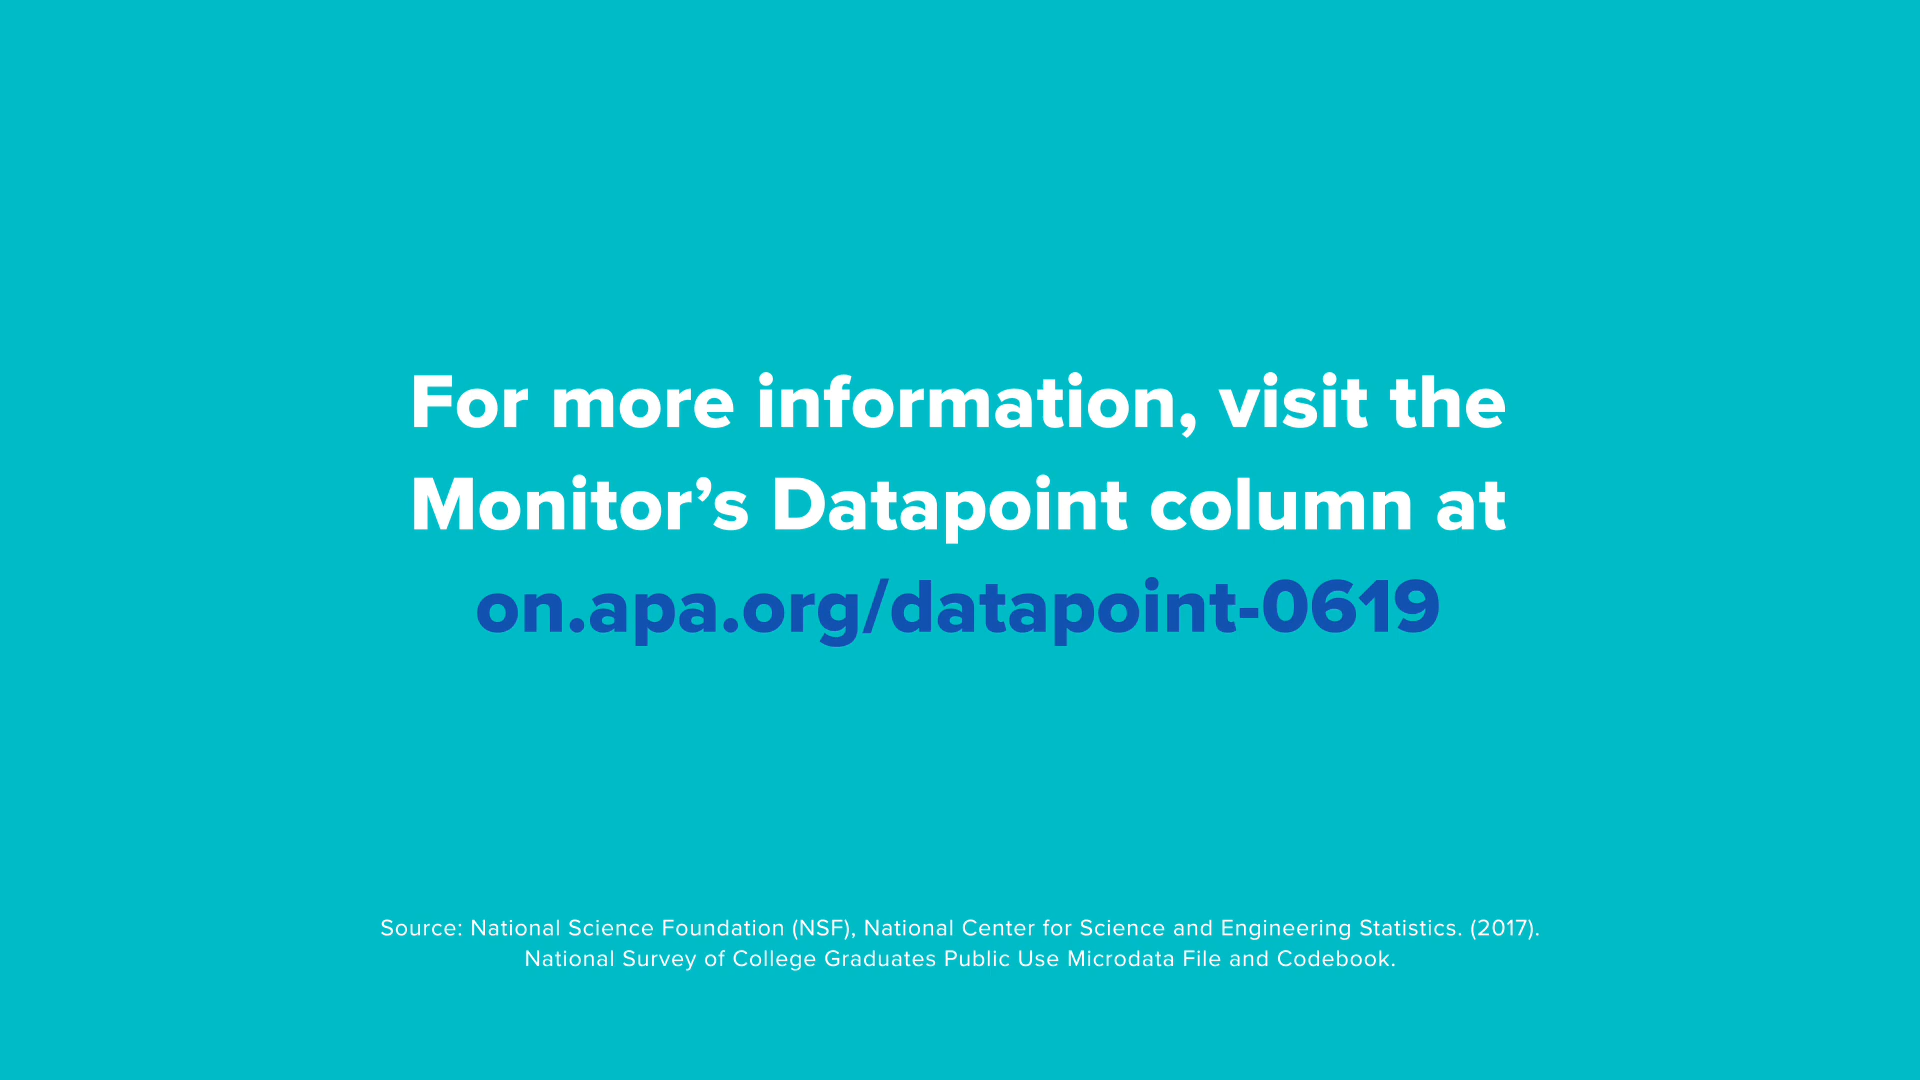 For more information, visit the
Monitor’s Datapoint column at
on.apa.org/datapoint-0619
Source: National Science Foundation (NSF), National Center for Science and Engineering Statistics. (2017).
National Survey of College Graduates Public Use Microdata File and Codebook.